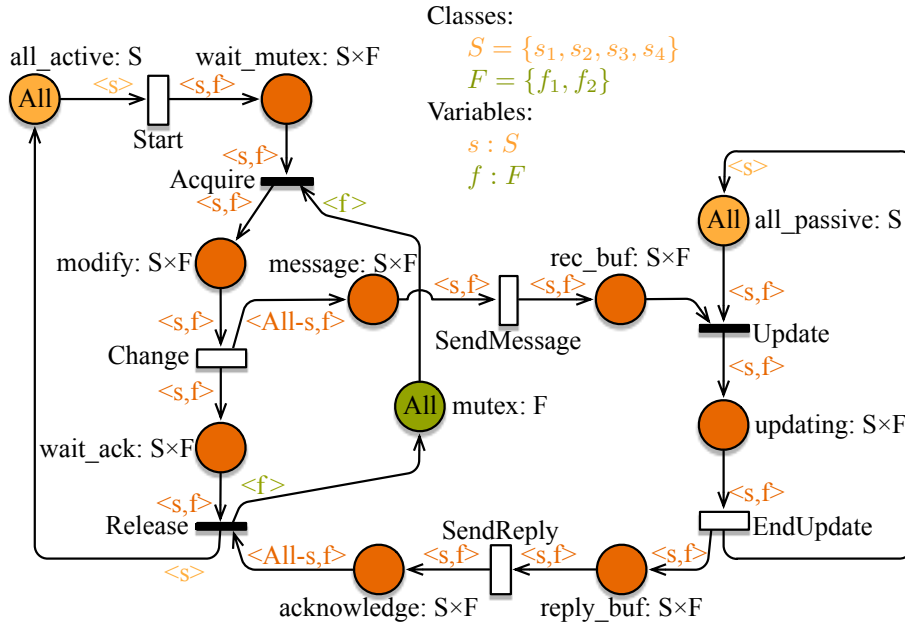 Classes:
S = {s₁, s₂, s₃, s₄}
F = {f₁, f₂}
Variables:
s : S
f : F
all_active: S
wait_mutex: S×F
All
<s>
<s,f>
Start
<s,f>
Acquire
<s,f>
<f>
<s>
All
all_passive: S
modify: S×F
message: S×F
rec_buf: S×F
<s,f>
<s,f>
<s,f>
<s,f>
<All-s,f>
SendMessage
Update
Change
<s,f>
<s,f>
All
mutex: F
updating: S×F
wait_ack: S×F
<s,f>
<f>
<s,f>
Release
SendReply
EndUpdate
<All-s,f>
<s,f>
<s,f>
<s,f>
<s>
acknowledge: S×F
reply_buf: S×F